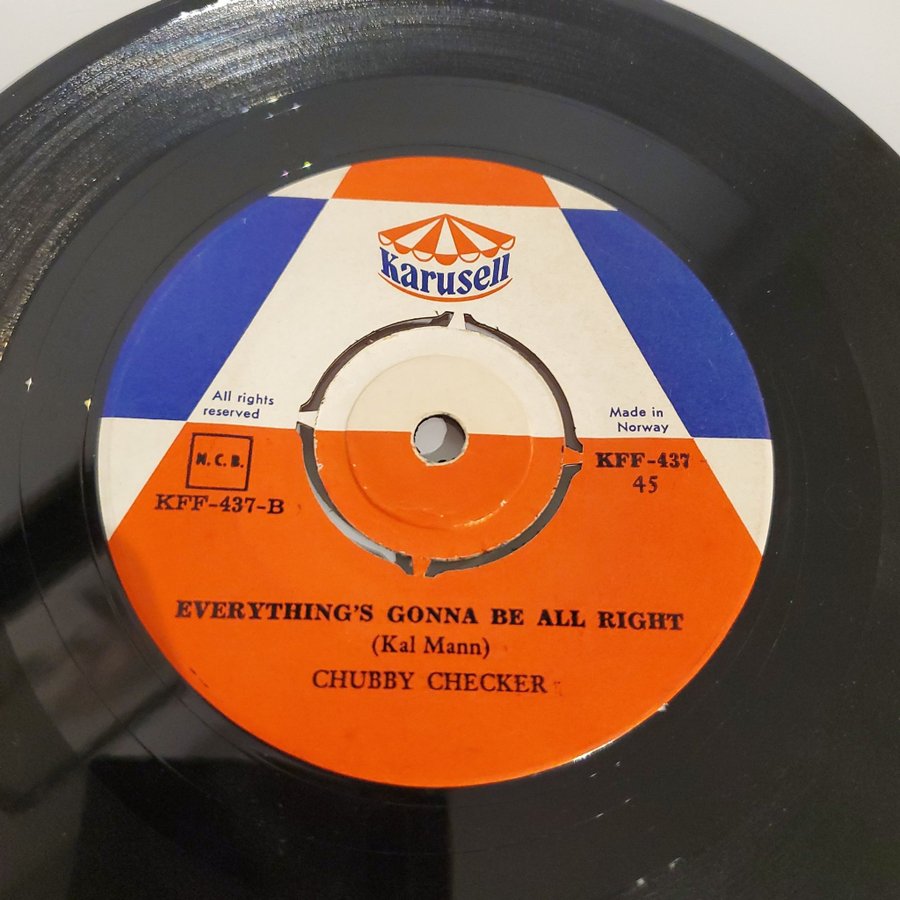 Karusell
All rights
reserved
Made in
Norway
N.C.B.
KFF-437-B
KFF-437
45
EVERYTHING'S GONNA BE ALL RIGHT
(Kal Mann)
CHUBBY CHECKER